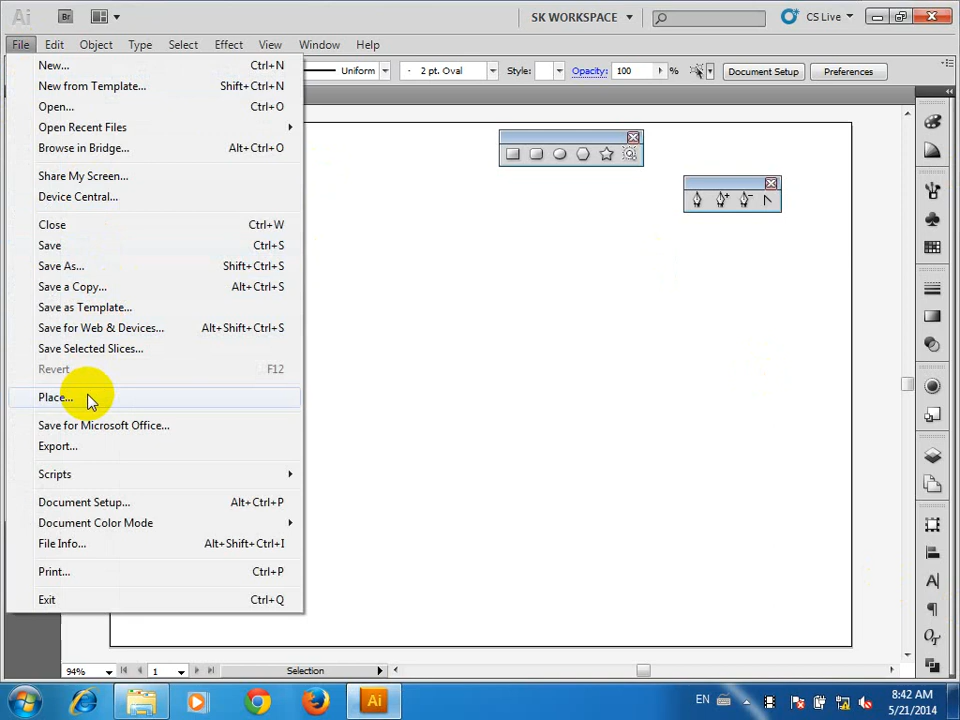 Ai Br SK WORKSPACE CS Live
File Edit Object Type Select Effect View Window Help
Uniform 2 pt. Oval Style: Opacity: 100 % Document Setup Preferences
New... Ctrl+N
New from Template... Shift+Ctrl+N
Open... Ctrl+O
Open Recent Files
Browse in Bridge... Alt+Ctrl+O
Share My Screen...
Device Central...
Close Ctrl+W
Save Ctrl+S
Save As... Shift+Ctrl+S
Save a Copy... Alt+Ctrl+S
Save as Template...
Save for Web & Devices... Alt+Shift+Ctrl+S
Save Selected Slices...
Revert F12
Place...
Save for Microsoft Office...
Export...
Scripts
Document Setup... Alt+Ctrl+P
Document Color Mode
File Info... Alt+Shift+Ctrl+I
Print... Ctrl+P
Exit Ctrl+Q
94% 1 Selection
Ai EN 8:42 AM
5/21/2014